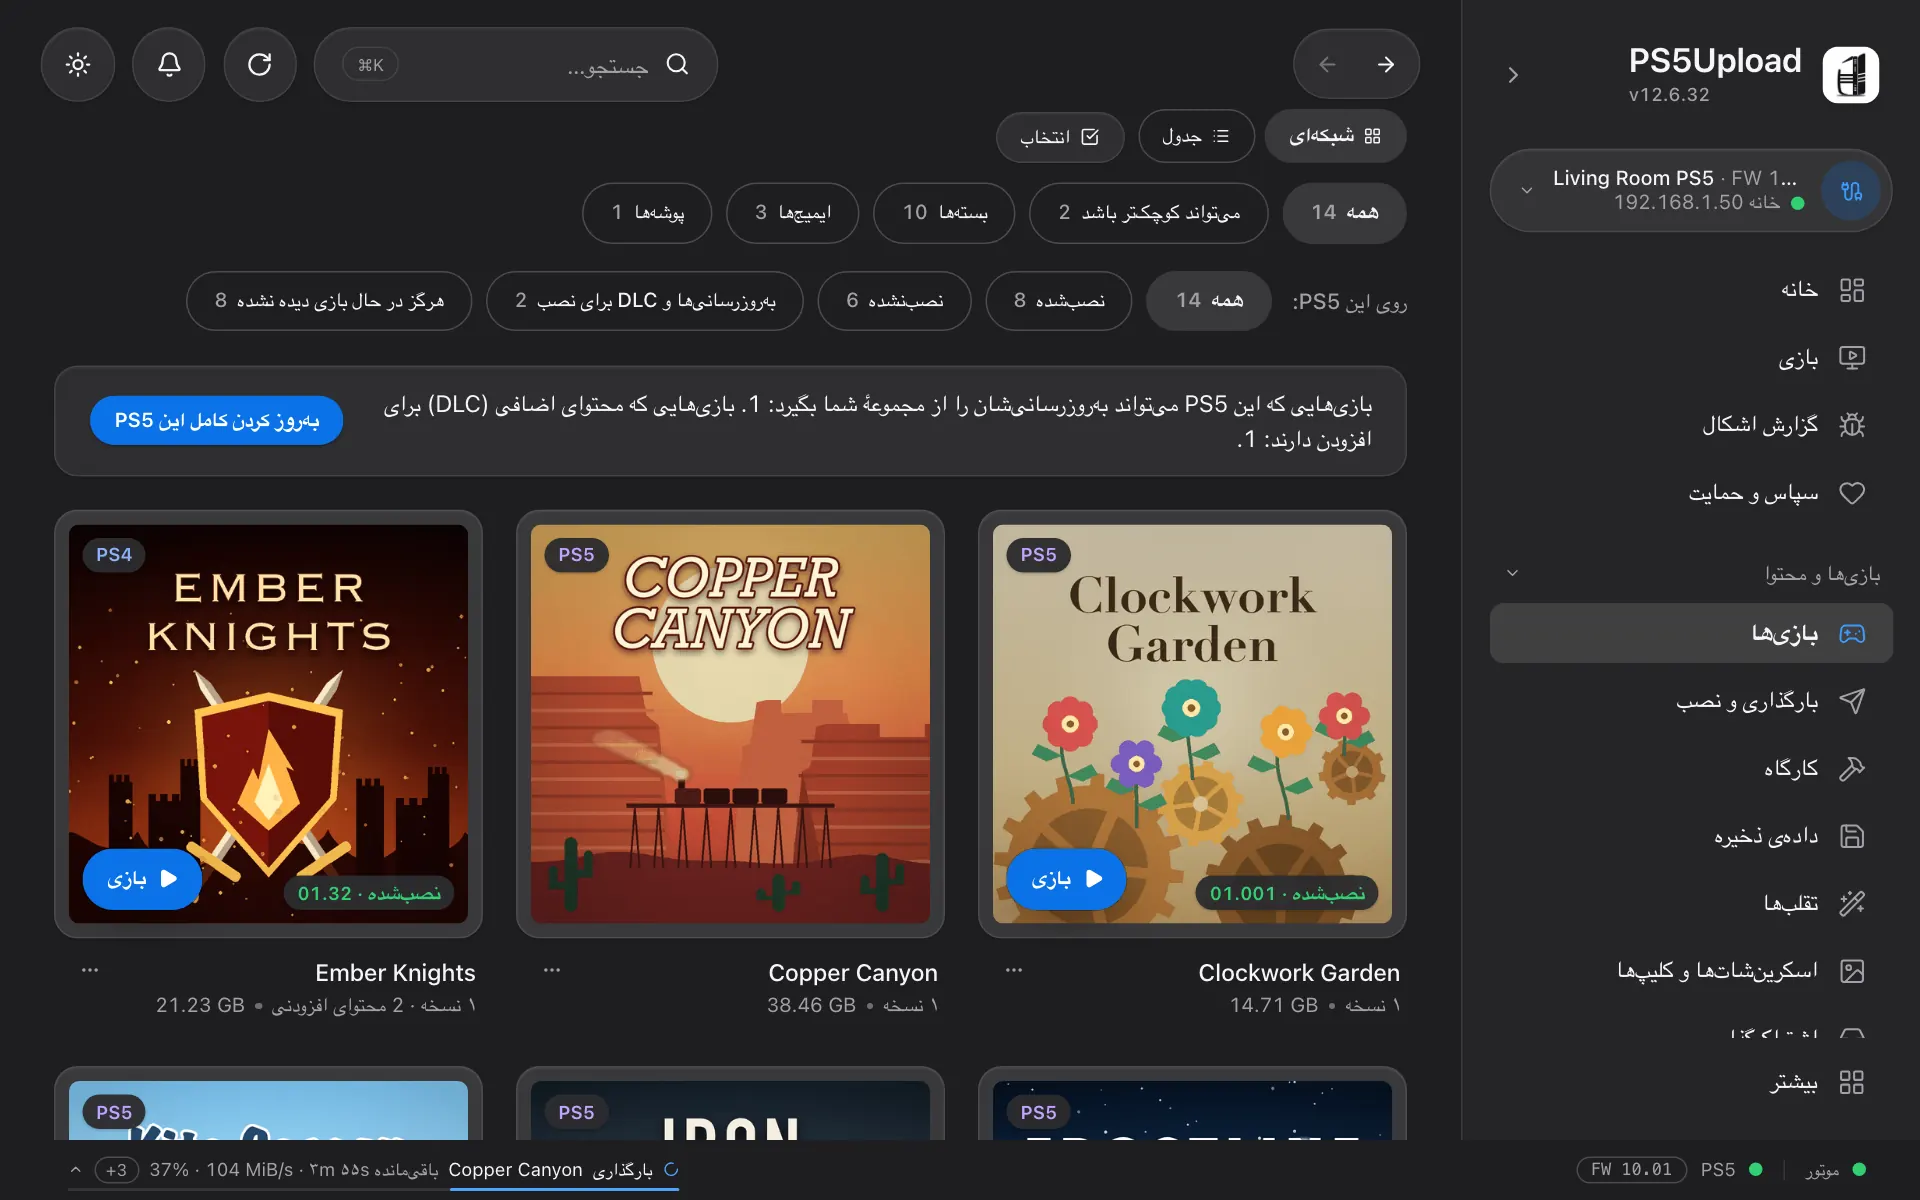 PS5Upload
v12.6.32
Living Room PS5 · FW 1...
خانه 192.168.1.50
خانه
بازی
گزارش اشکال
سپاس و حمایت
بازی‌ها و محتوا
بازی‌ها
بارگذاری و نصب
کارگاه
داده‌ی ذخیره
تقلب‌ها
اسکرین‌شات‌ها و کلیپ‌ها
بیشتر
جستجو...
⌘K
شبکه‌ای
جدول
انتخاب
همه 14
می‌تواند کوچک‌تر باشد 2
بسته‌ها 10
ایمیج‌ها 3
پوشه‌ها 1
روی این PS5:
همه 14
نصب‌شده 8
نصب‌نشده 6
به‌روزرسانی‌ها و DLC برای نصب 2
هرگز در حال بازی دیده نشده 8
بازی‌هایی که این PS5 می‌تواند به‌روزرسانی‌شان را از مجموعهٔ شما بگیرد: 1. بازی‌هایی که محتوای اضافی (DLC) برای
افزودن دارند: 1.
به‌روز کردن کامل این PS5
PS5
Clockwork
Garden
بازی
نصب‌شده · 01.001
Clockwork Garden
۱ نسخه • 14.71 GB
PS5
COPPER
CANYON
Copper Canyon
۱ نسخه • 38.46 GB
PS4
EMBER
KNIGHTS
بازی
نصب‌شده · 01.32
Ember Knights
۱ نسخه · 2 محتوای افزودنی • 21.23 GB
PS5
PS5
IRON
PS5
موتور
PS5
FW 10.01
بارگذاری Copper Canyon
37% · 104 MiB/s · ۳m ۵۵s باقی‌مانده
+3